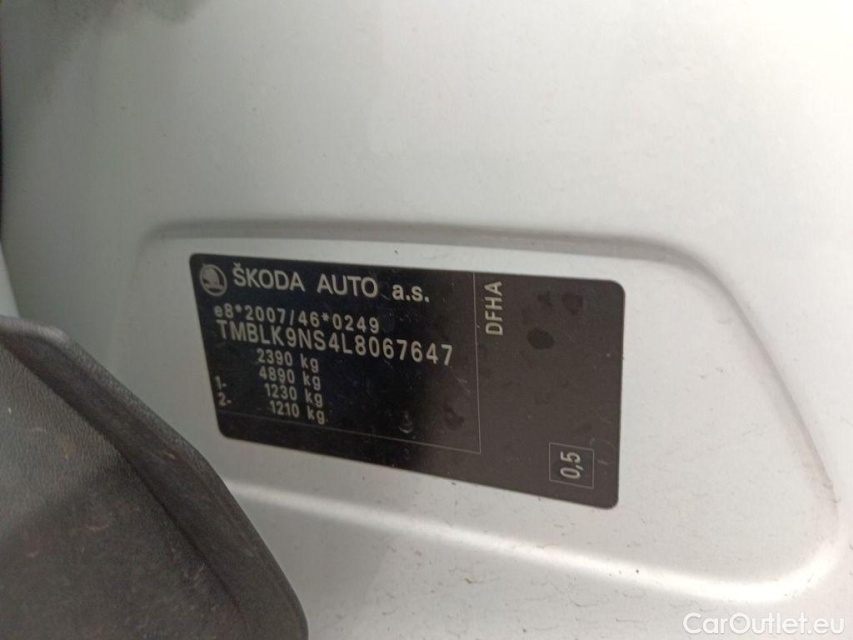 ŠKODA AUTO a.s.
e8*2007/46*0249
TMBLK9NS4L8067647
2390 kg
4890 kg
1- 1230 kg
2- 1210 kg
DFHA
0,5
CarOutlet.eu